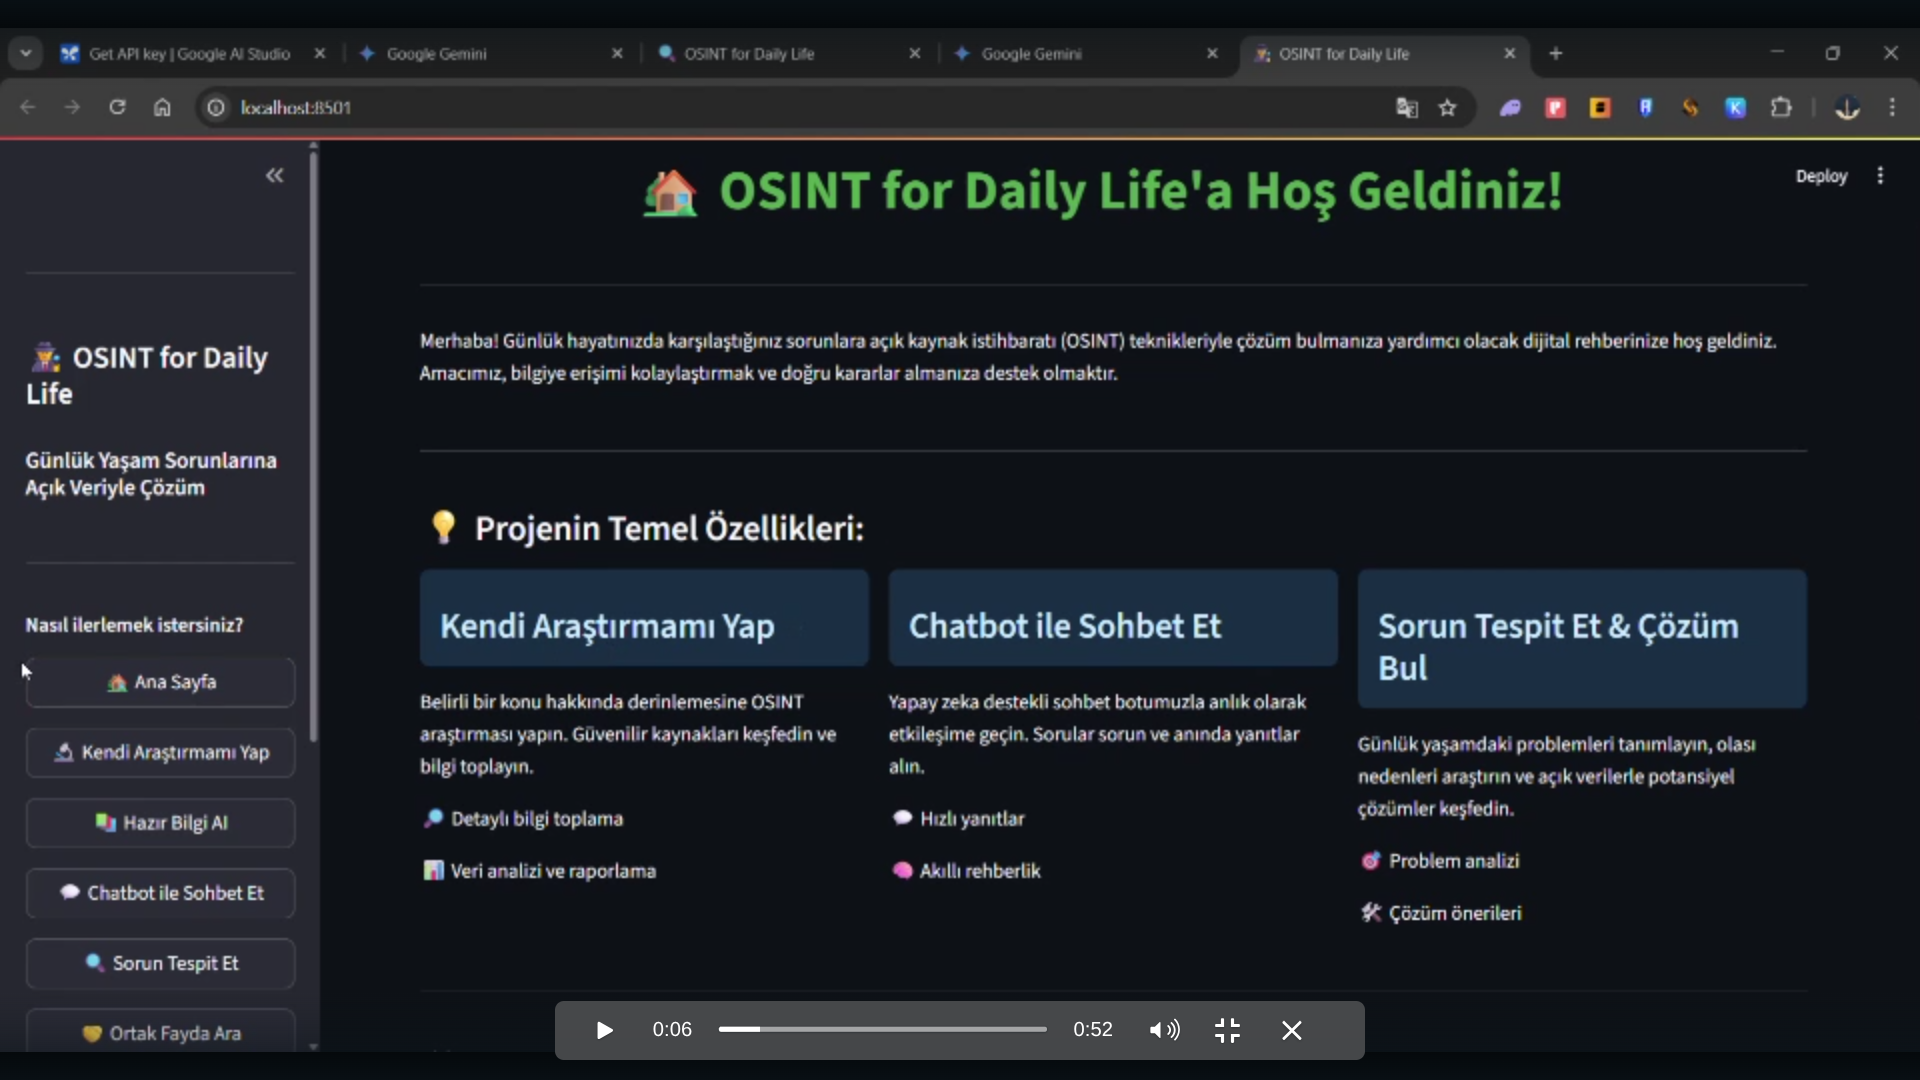 Get API key | Google AI Studio
Google Gemini
OSINT for Daily Life
Google Gemini
OSINT for Daily Life
localhost:8501
Deploy
OSINT for Daily
Life
Günlük Yaşam Sorunlarına
Açık Veriyle Çözüm
Nasıl ilerlemek istersiniz?
Ana Sayfa
Kendi Araştırmamı Yap
Hazır Bilgi AI
Chatbot ile Sohbet Et
Sorun Tespit Et
Ortak Fayda Ara
OSINT for Daily Life'a Hoş Geldiniz!
Merhaba! Günlük hayatınızda karşılaştığınız sorunlara açık kaynak istihbaratı (OSINT) teknikleriyle çözüm bulmanıza yardımcı olacak dijital rehberinize hoş geldiniz.
Amacımız, bilgiye erişimi kolaylaştırmak ve doğru kararlar almanıza destek olmaktır.
Projenin Temel Özellikleri:
Kendi Araştırmamı Yap
Belirli bir konu hakkında derinlemesine OSINT
araştırması yapın. Güvenilir kaynakları keşfedin ve
bilgi toplayın.
Detaylı bilgi toplama
Veri analizi ve raporlama
Chatbot ile Sohbet Et
Yapay zeka destekli sohbet botumuzla anlık olarak
etkileşime geçin. Sorular sorun ve anında yanıtlar
alın.
Hızlı yanıtlar
Akıllı rehberlik
Sorun Tespit Et & Çözüm
Bul
Günlük yaşamdaki problemleri tanımlayın, olası
nedenleri araştırın ve açık verilerle potansiyel
çözümler keşfedin.
Problem analizi
Çözüm önerileri
0:06
0:52